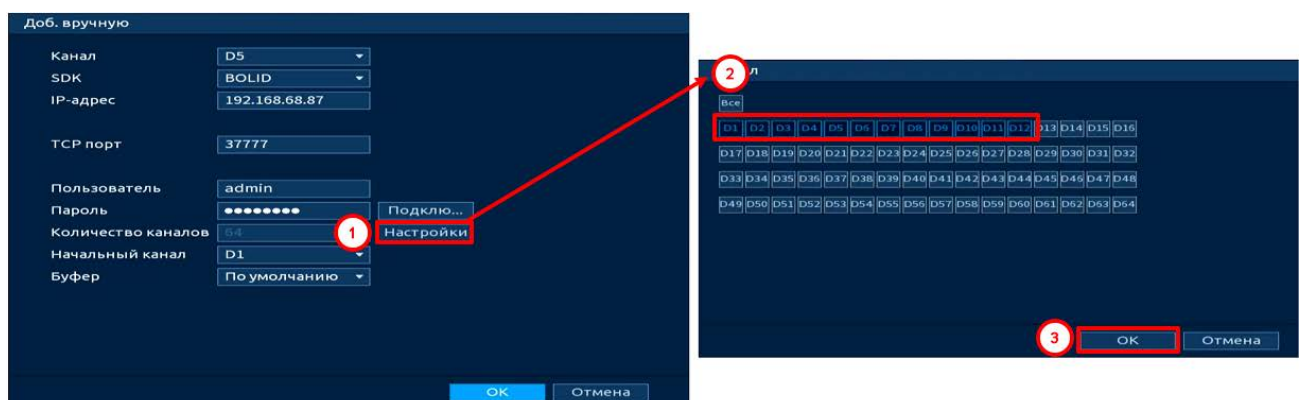 Доб. вручную
Канал D5
SDK BOLID
IP-адрес 192.168.68.87
TCP порт 37777
Пользователь admin
Пароль ●●●●●●●● Подклю...
Количество каналов 64 1 Настройки
Начальный канал D1
Буфер По умолчанию
OK Отмена
2 л
Все
D1 D2 D3 D4 D5 D6 D7 D8 D9 D10 D11 D12 D13 D14 D15 D16
D17 D18 D19 D20 D21 D22 D23 D24 D25 D26 D27 D28 D29 D30 D31 D32
D33 D34 D35 D36 D37 D38 D39 D40 D41 D42 D43 D44 D45 D46 D47 D48
D49 D50 D51 D52 D53 D54 D55 D56 D57 D58 D59 D60 D61 D62 D63 D64
3 OK Отмена